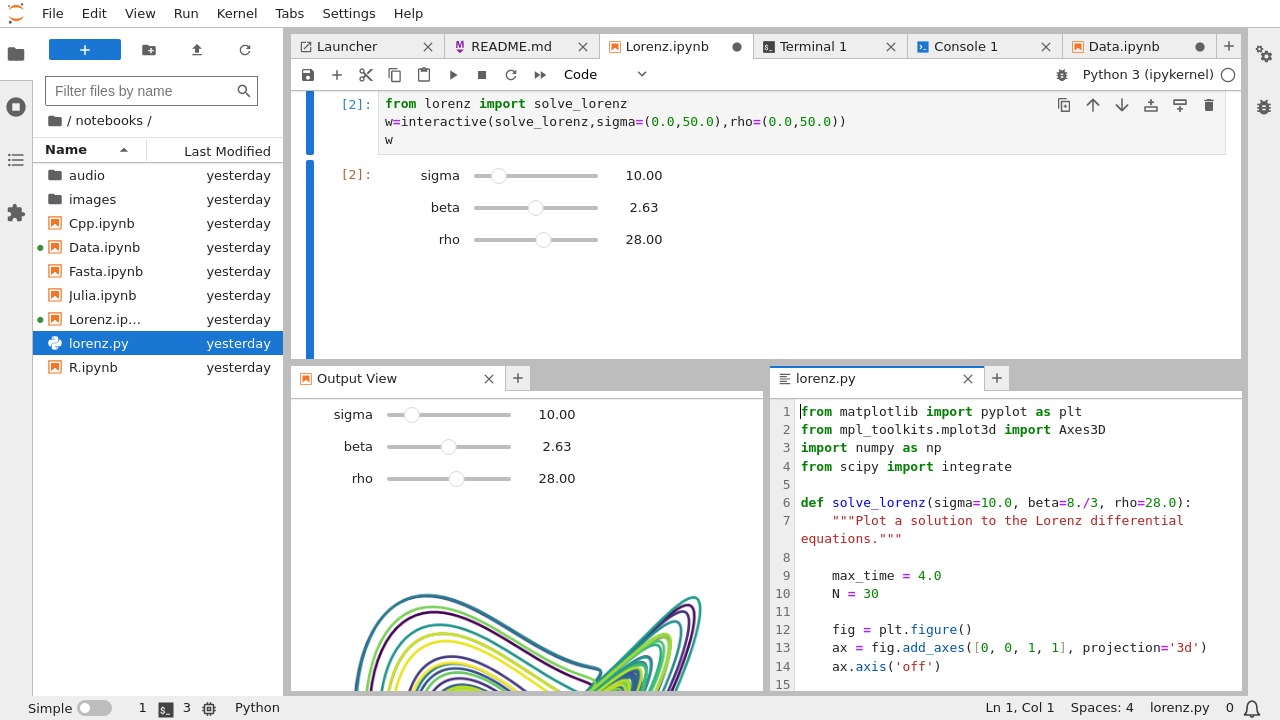 File Edit View Run Kernel Tabs Settings Help
Filter files by name
/ notebooks /
Name Last Modified
audio yesterday
images yesterday
Cpp.ipynb yesterday
Data.ipynb yesterday
Fasta.ipynb yesterday
Julia.ipynb yesterday
Lorenz.ip... yesterday
lorenz.py yesterday
R.ipynb yesterday
Launcher README.md Lorenz.ipynb Terminal 1 Console 1 Data.ipynb
Code Python 3 (ipykernel)
[2]: from lorenz import solve_lorenz
w=interactive(solve_lorenz,sigma=(0.0,50.0),rho=(0.0,50.0))
w
[2]: sigma 10.00
beta 2.63
rho 28.00
Output View
sigma 10.00
beta 2.63
rho 28.00
lorenz.py
1 from matplotlib import pyplot as plt
2 from mpl_toolkits.mplot3d import Axes3D
3 import numpy as np
4 from scipy import integrate
5
6 def solve_lorenz(sigma=10.0, beta=8./3, rho=28.0):
7 """Plot a solution to the Lorenz differential
equations."""
8
9 max_time = 4.0
10 N = 30
11
12 fig = plt.figure()
13 ax = fig.add_axes([0, 0, 1, 1], projection='3d')
14 ax.axis('off')
15
Simple 1 3 Python Ln 1, Col 1 Spaces: 4 lorenz.py 0